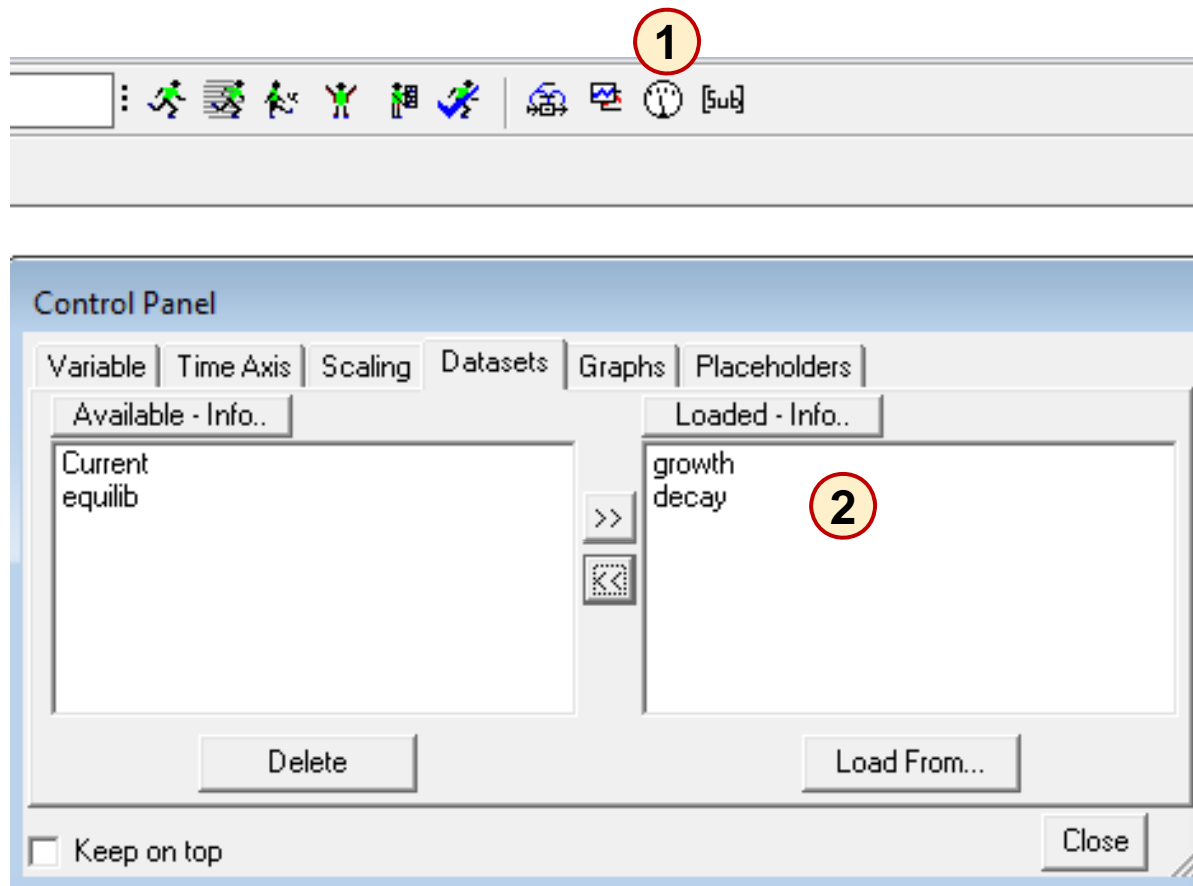 1
[Sub]
Control Panel
Variable Time Axis Scaling Datasets Graphs Placeholders
Available - Info.. Loaded - Info..
Current growth
equilib decay
2
>>
<<
Delete Load From...
Keep on top Close